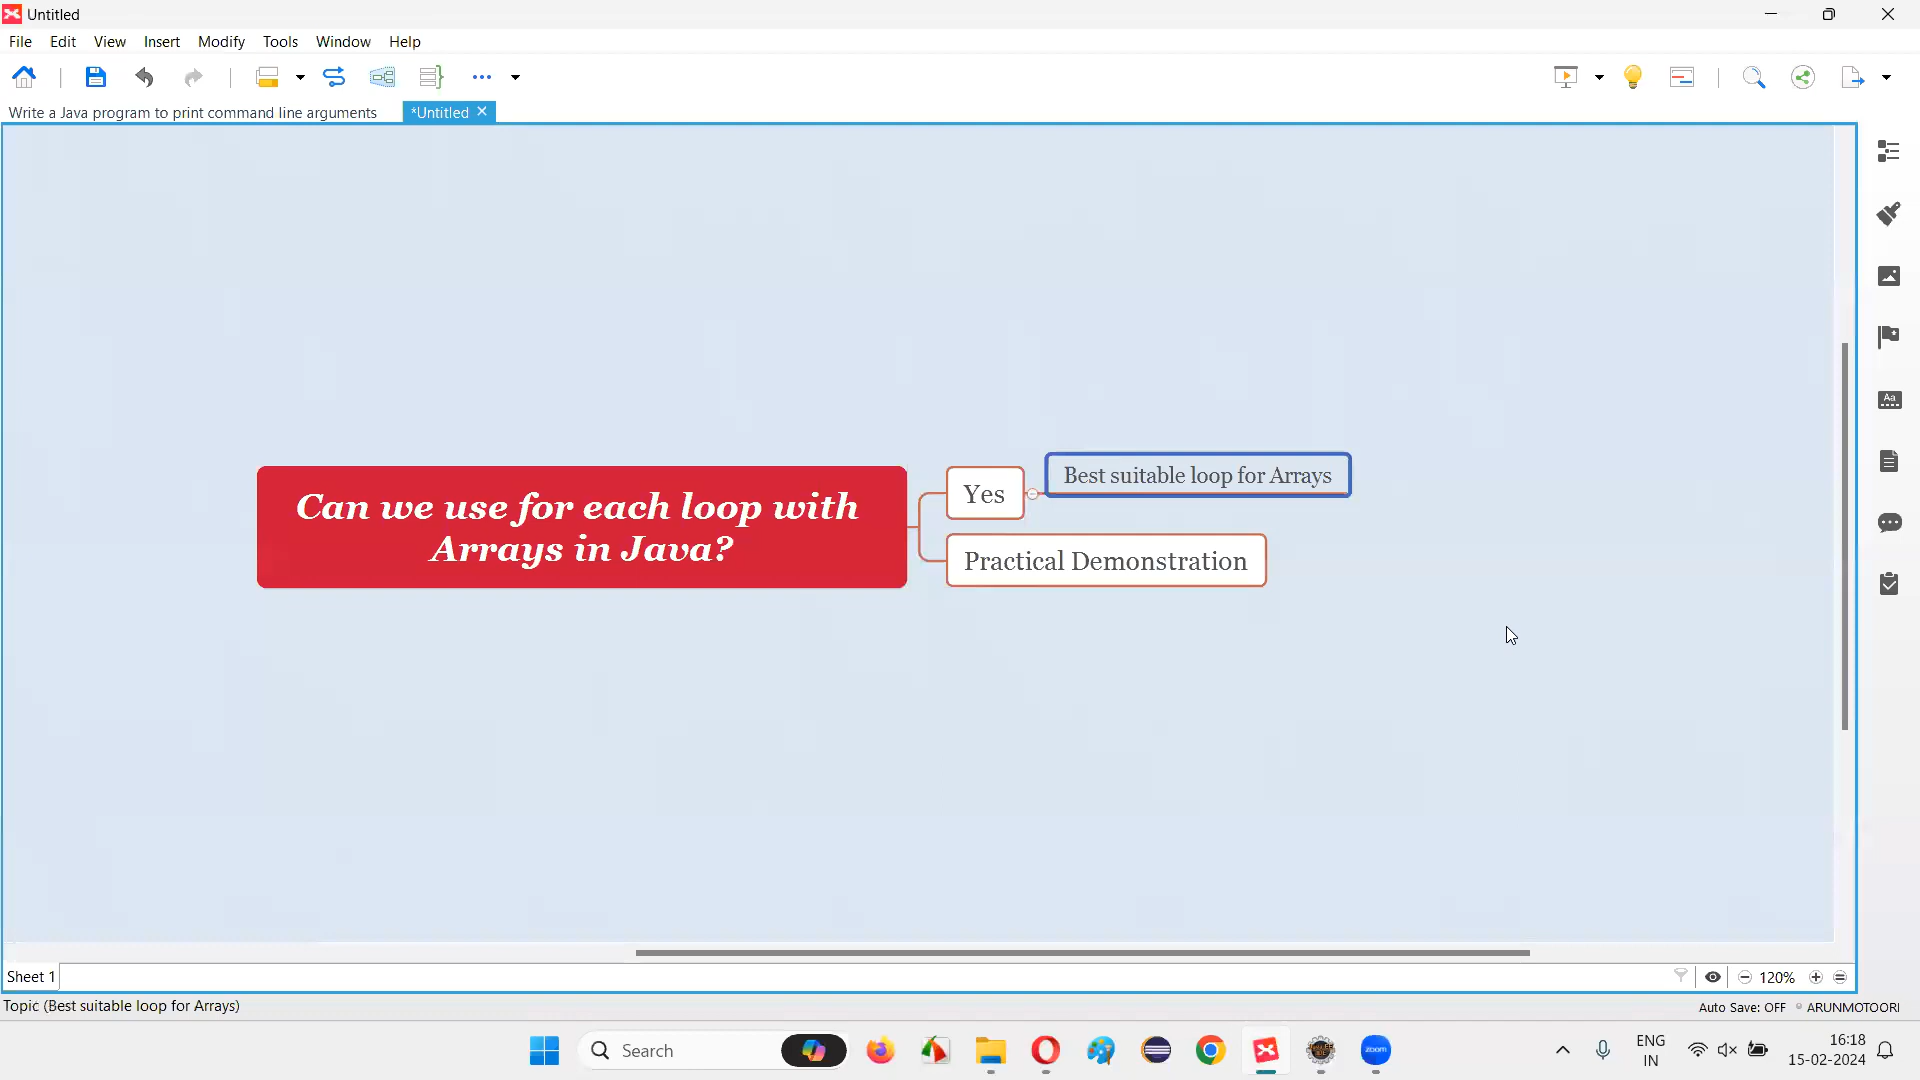 Untitled
File Edit View Insert Modify Tools Window Help
Write a Java program to print command line arguments *Untitled
Can we use for each loop with
Arrays in Java?
Yes
Best suitable loop for Arrays
Practical Demonstration
Aa
Sheet 1
120%
Topic (Best suitable loop for Arrays)
Auto Save: OFF ARUNMOTOORI
Search
zoom
ENG
IN
16:18
15-02-2024